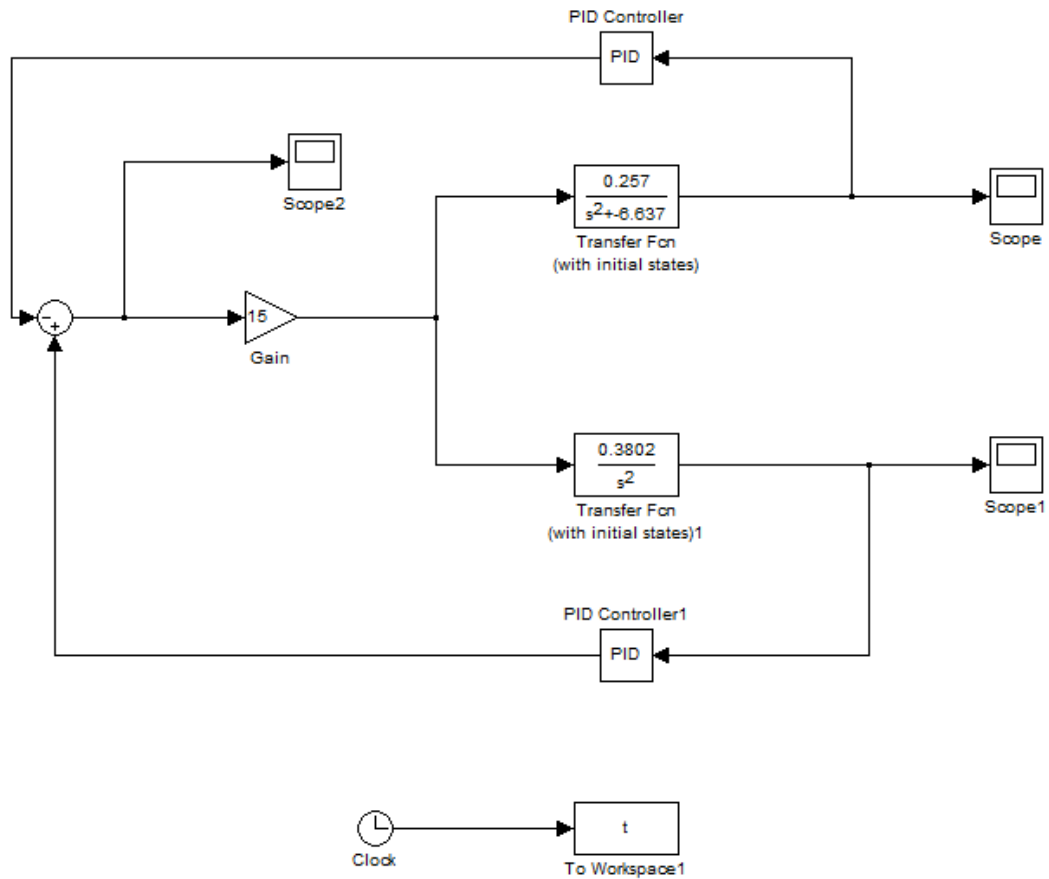 PID Controller
PID
Scope2
0.257
s2+-6.637
Transfer Fcn
(with initial states)
Scope
-
+
15
Gain
0.3802
s2
Transfer Fcn
(with initial states)1
Scope1
PID Controller1
PID
Clock
t
To Workspace1